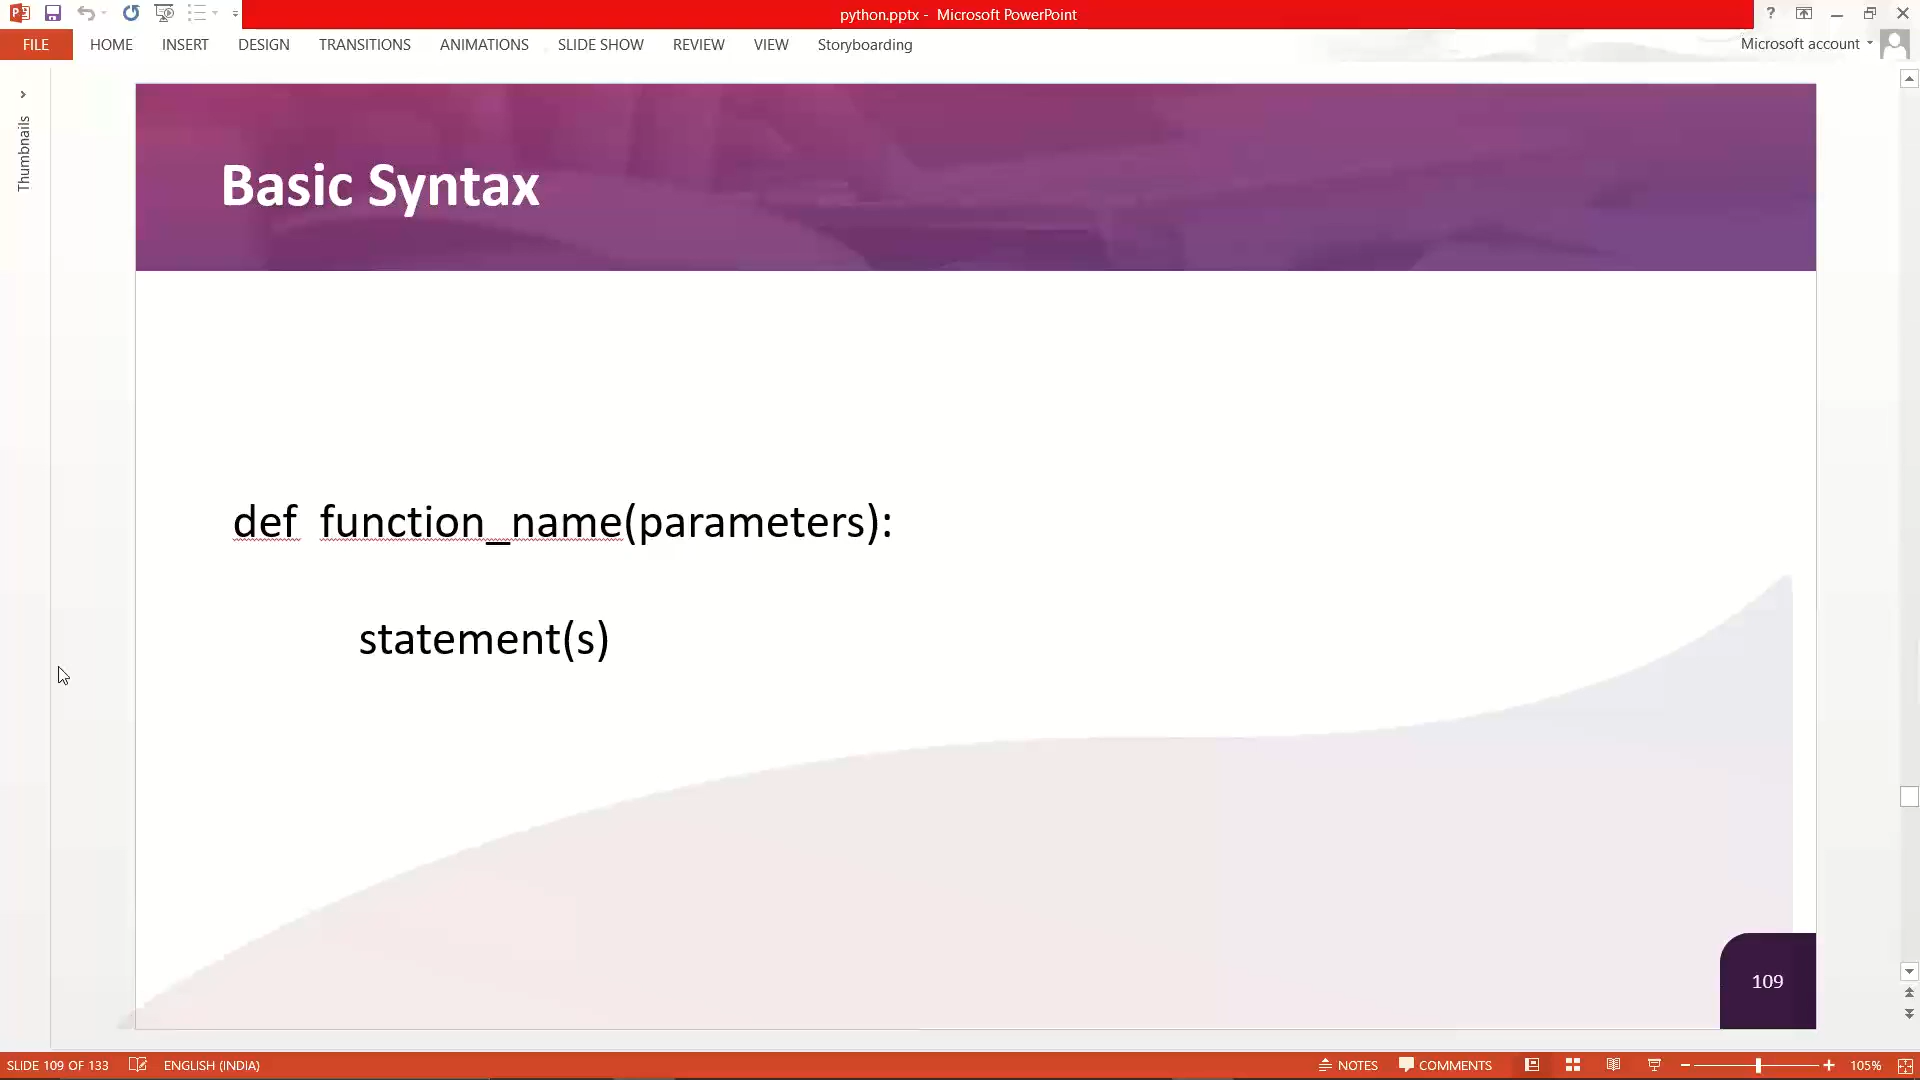 python.pptx - Microsoft PowerPoint
?
FILE HOME INSERT DESIGN TRANSITIONS ANIMATIONS SLIDE SHOW REVIEW VIEW Storyboarding Microsoft account
Thumbnails
Basic Syntax
def function_name(parameters):
statement(s)
109
SLIDE 109 OF 133 ENGLISH (INDIA) NOTES COMMENTS 105%